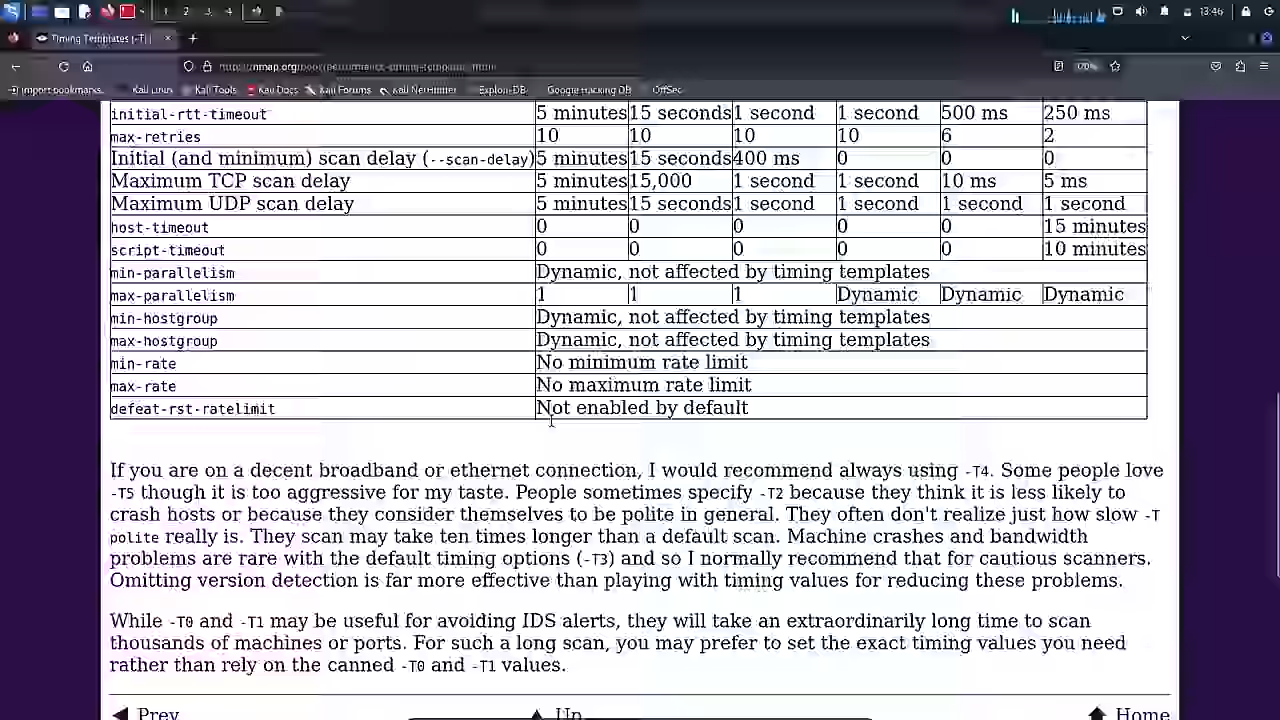 1 2 3 4
13:46
Timing Templates (-T)
nmap.org/book/performance-timing-templates.html
170%
Import bookmarks... Kali Linux Kali Tools Kali Docs Kali Forums Kali NetHunter Exploit-DB Google Hacking DB OffSec
initial-rtt-timeout 5 minutes 15 seconds 1 second 1 second 500 ms 250 ms
max-retries 10 10 10 10 6 2
Initial (and minimum) scan delay (--scan-delay) 5 minutes 15 seconds 400 ms 0 0 0
Maximum TCP scan delay 5 minutes 15,000 1 second 1 second 10 ms 5 ms
Maximum UDP scan delay 5 minutes 15 seconds 1 second 1 second 1 second 1 second
host-timeout 0 0 0 0 0 15 minutes
script-timeout 0 0 0 0 0 10 minutes
min-parallelism Dynamic, not affected by timing templates
max-parallelism 1 1 1 Dynamic Dynamic Dynamic
min-hostgroup Dynamic, not affected by timing templates
max-hostgroup Dynamic, not affected by timing templates
min-rate No minimum rate limit
max-rate No maximum rate limit
defeat-rst-ratelimit Not enabled by default
If you are on a decent broadband or ethernet connection, I would recommend always using -T4. Some people love
-T5 though it is too aggressive for my taste. People sometimes specify -T2 because they think it is less likely to
crash hosts or because they consider themselves to be polite in general. They often don't realize just how slow -T
polite really is. They scan may take ten times longer than a default scan. Machine crashes and bandwidth
problems are rare with the default timing options (-T3) and so I normally recommend that for cautious scanners.
Omitting version detection is far more effective than playing with timing values for reducing these problems.
While -T0 and -T1 may be useful for avoiding IDS alerts, they will take an extraordinarily long time to scan
thousands of machines or ports. For such a long scan, you may prefer to set the exact timing values you need
rather than rely on the canned -T0 and -T1 values.
Prev Up Home